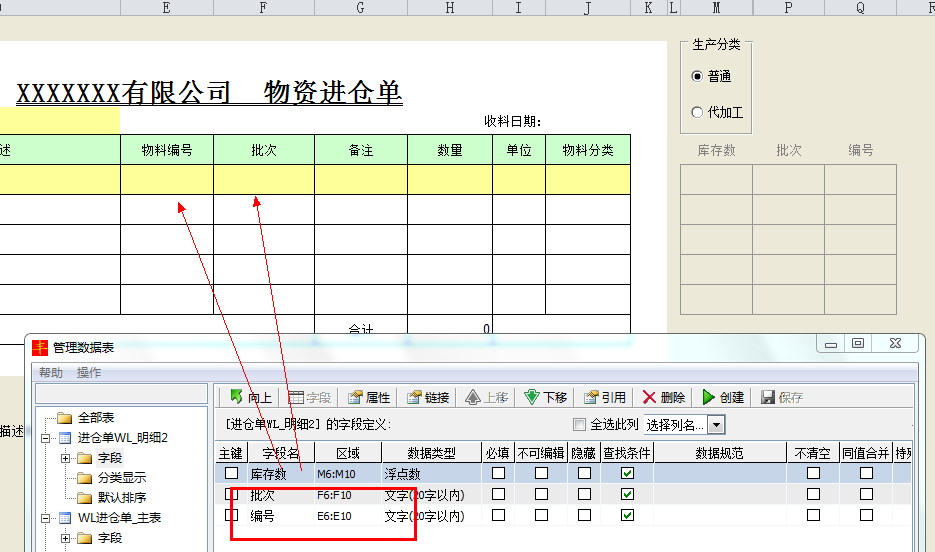 E F G H I J K L M P Q
生产分类
普通
代加工
XXXXXXX有限公司 物资进仓单
收料日期:
述 物料编号 批次 备注 数量 单位 物料分类
库存数 批次 编号
合计 0
描述
管理数据表
帮助 操作
向上 字段 属性 链接 上移 下移 引用 删除 创建 保存
全部表
进仓单WL_明细2
字段
分类显示
默认排序
WL进仓单_主表
字段
[进仓单WL_明细2] 的字段定义: 全选此列 选择列名...
主键 字段名 区域 数据类型 必填 不可编辑 隐藏 查找条件 数据规范 不清空 同值合并
库存数 M6:M10 浮点数
批次 F6:F10 文字(20字以内)
编号 E6:E10 文字(20字以内)